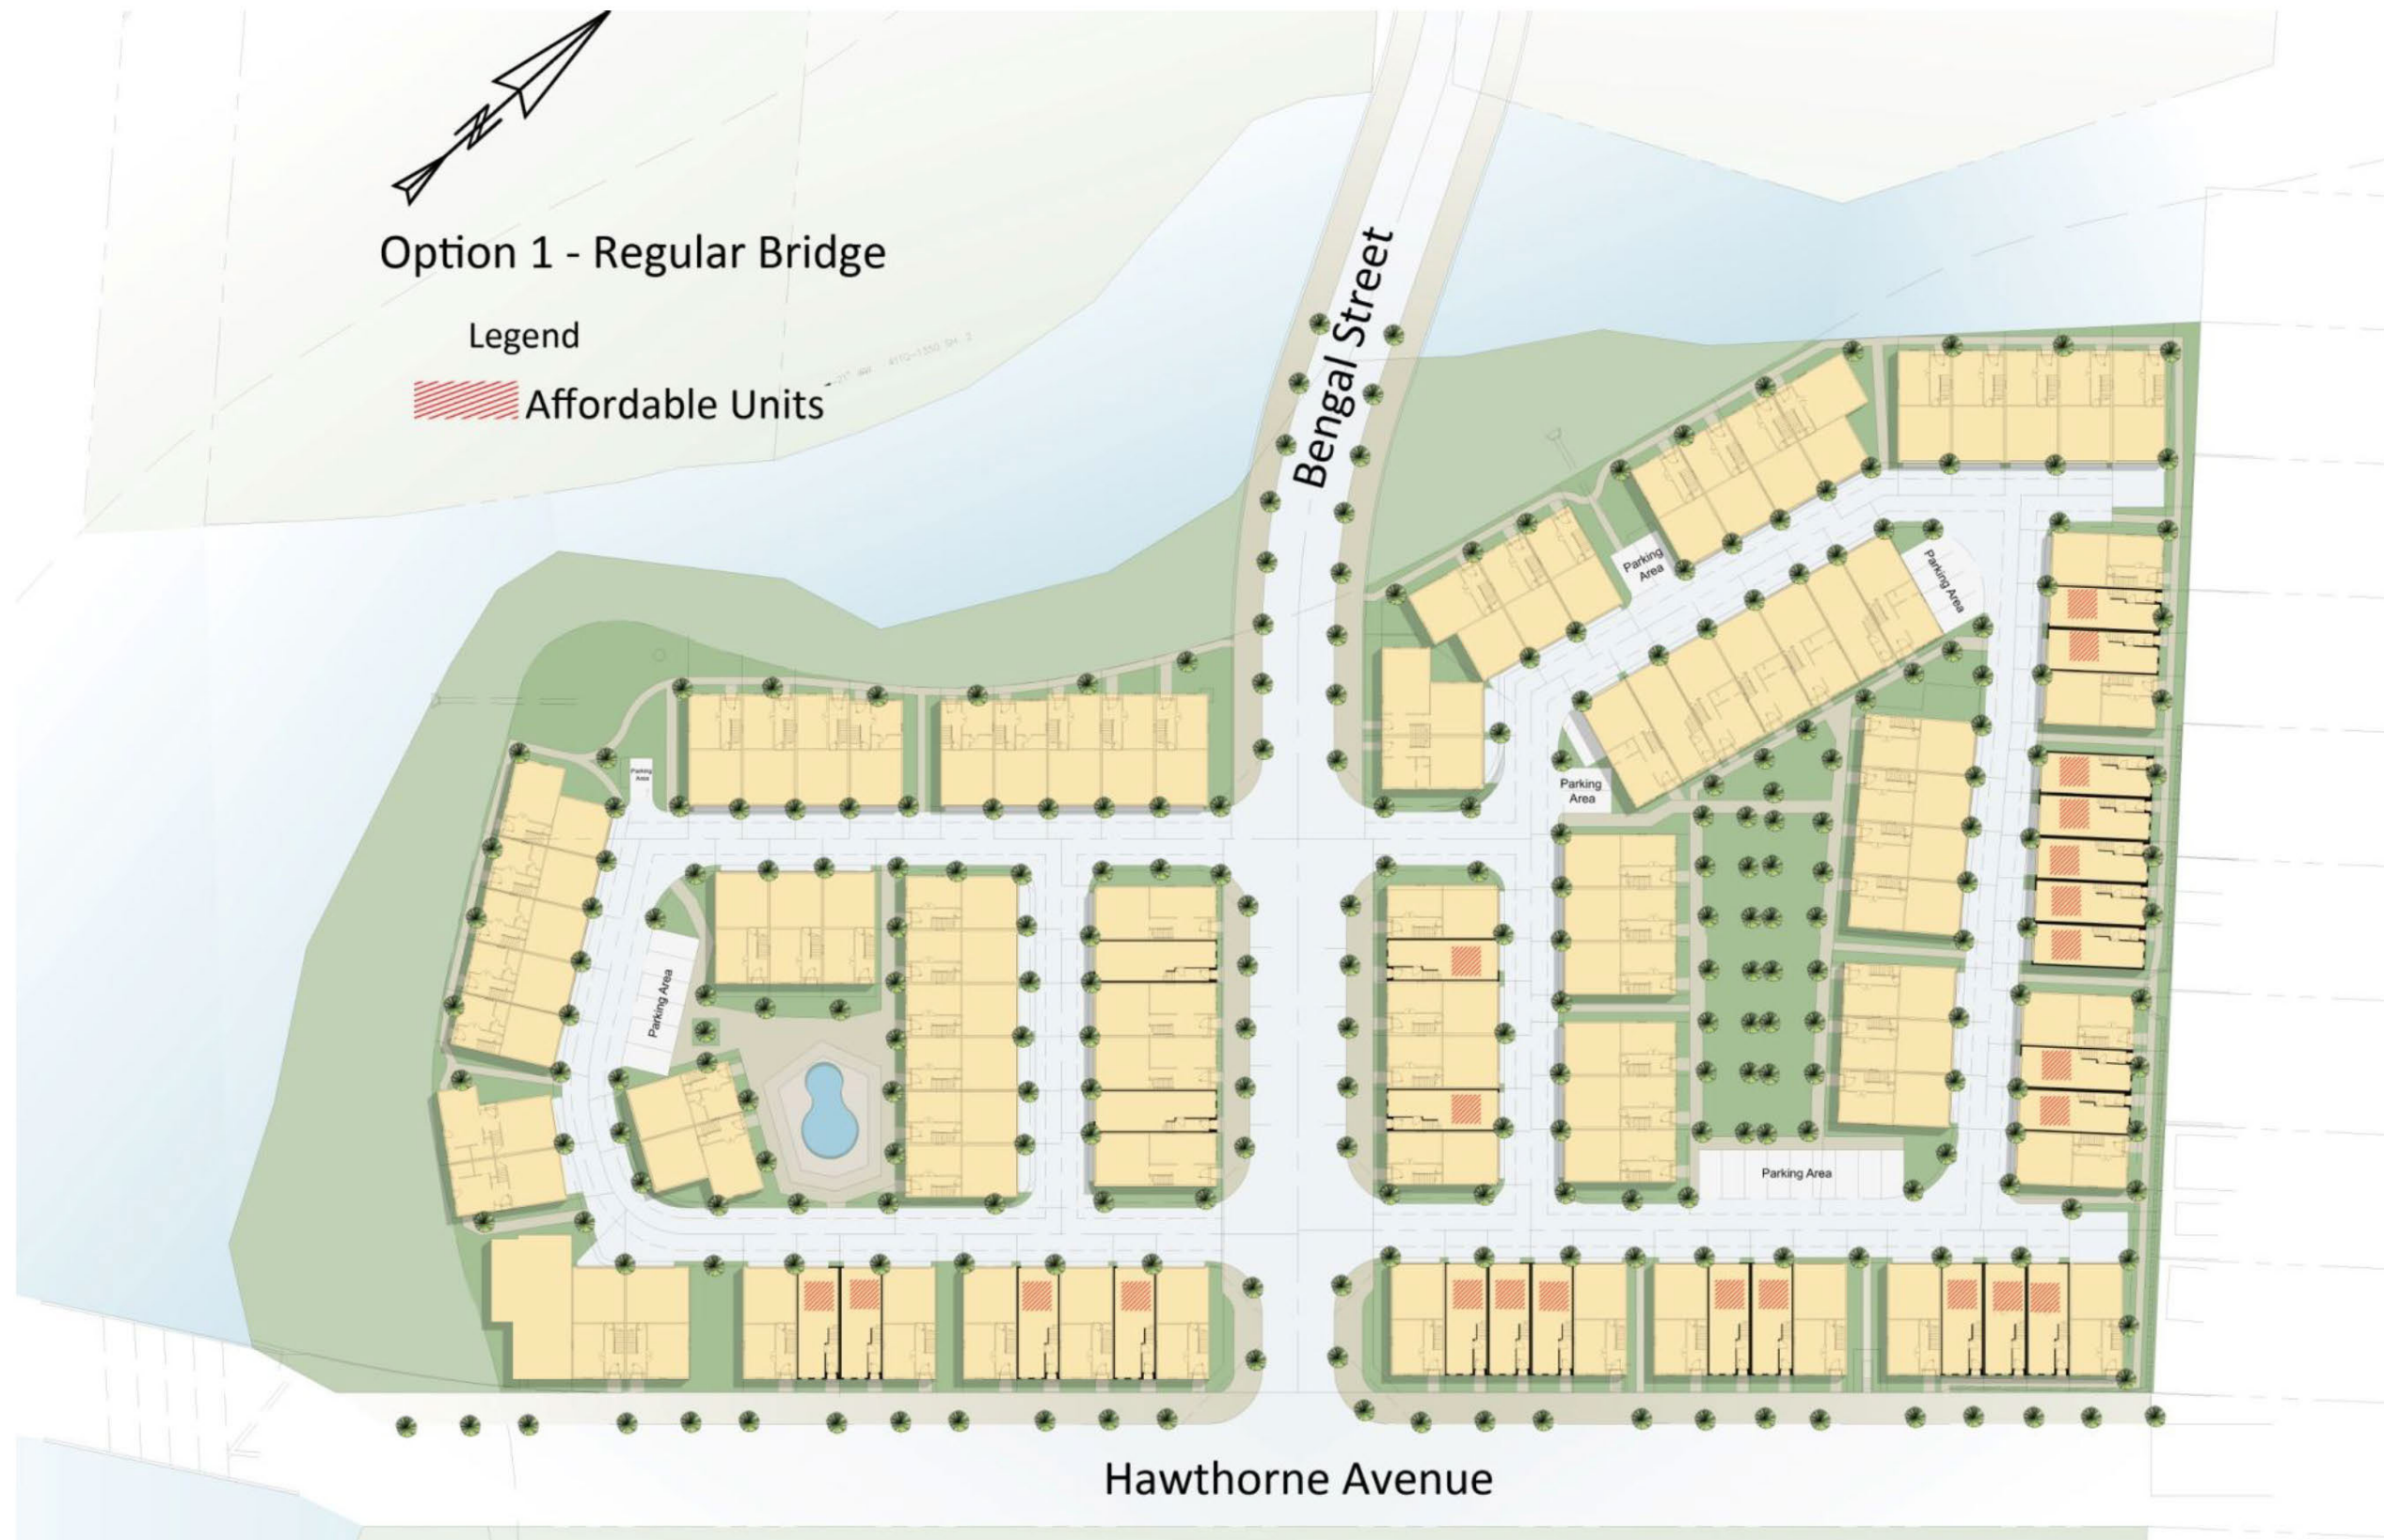 Option 1 - Regular Bridge
Legend
Affordable Units
Bengal Street
Parking
Area
Parking Area
Parking
Area
Parking
Area
Parking Area
Parking Area
Hawthorne Avenue